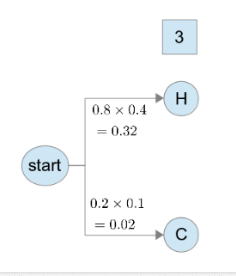 3
H
0.8 × 0.4
= 0.32
start
0.2 × 0.1
= 0.02
C